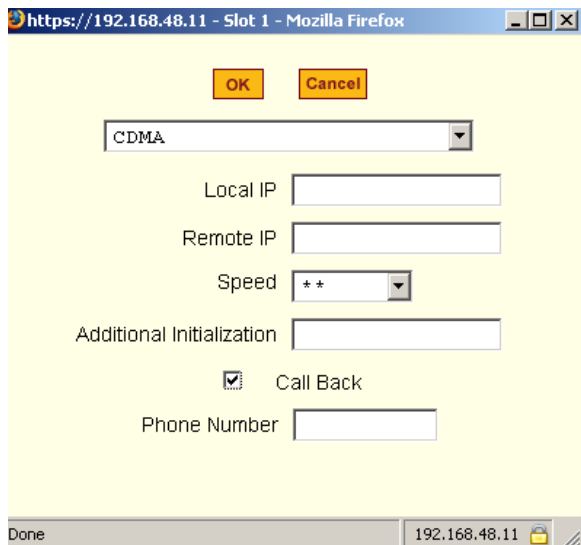 https://192.168.48.11 - Slot 1 - Mozilla Firefox
OK Cancel
CDMA
Local IP
Remote IP
Speed **
Additional Initialization
Call Back
Phone Number
Done 192.168.48.11